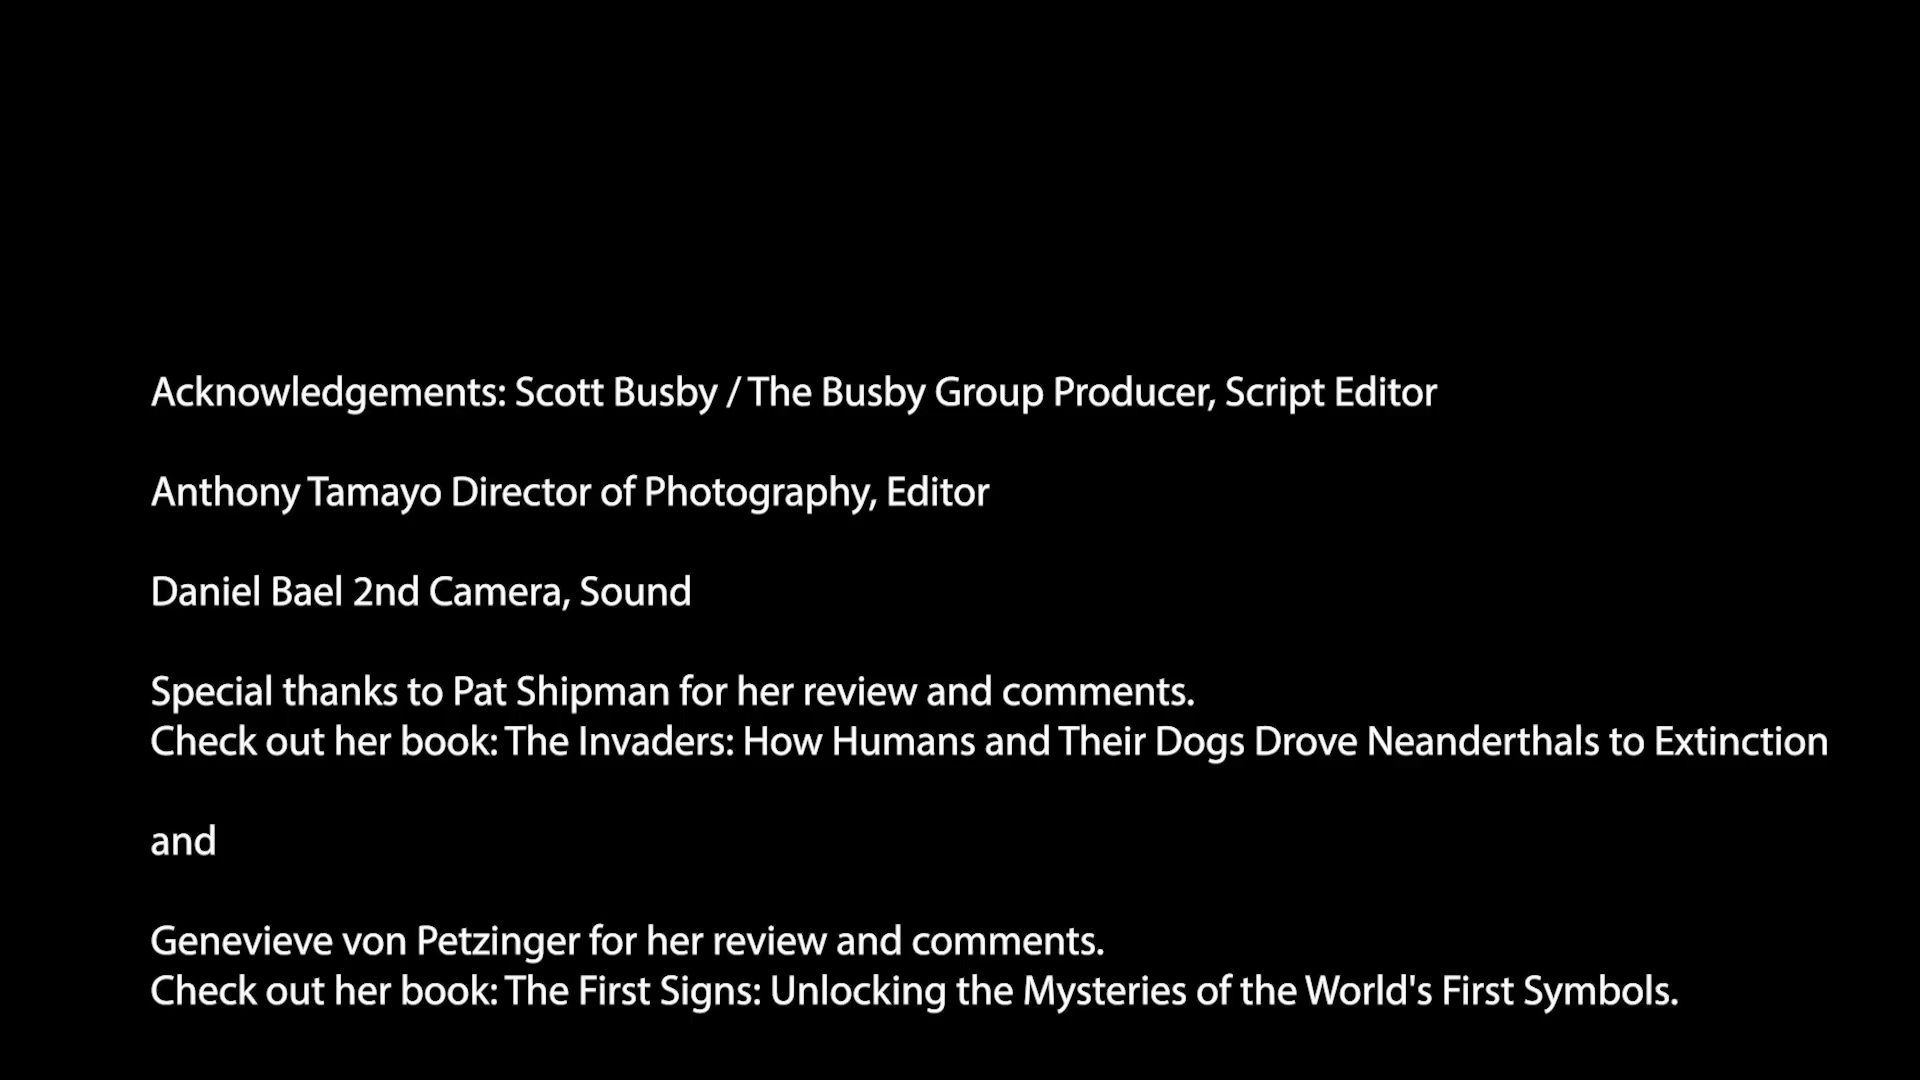 Acknowledgements: Scott Busby / The Busby Group Producer, Script Editor
Anthony Tamayo Director of Photography, Editor
Daniel Bael 2nd Camera, Sound
Special thanks to Pat Shipman for her review and comments.
Check out her book: The Invaders: How Humans and Their Dogs Drove Neanderthals to Extinction
and
Genevieve von Petzinger for her review and comments.
Check out her book: The First Signs: Unlocking the Mysteries of the World's First Symbols.